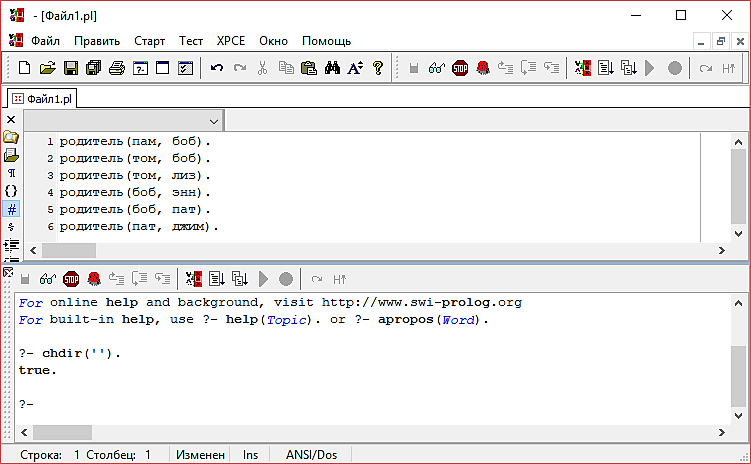 - [Файл1.pl]
Файл Править Старт Тест XPCE Окно Помощь
Файл1.pl
1 родитель(пам, боб).
2 родитель(том, боб).
3 родитель(том, лиз).
4 родитель(боб, энн).
5 родитель(боб, пат).
6 родитель(пат, джим).
For online help and background, visit http://www.swi-prolog.org
For built-in help, use ?- help(Topic). or ?- apropos(Word).
?- chdir('').
true.
?-
Строка: 1 Столбец: 1 Изменен Ins ANSI/Dos